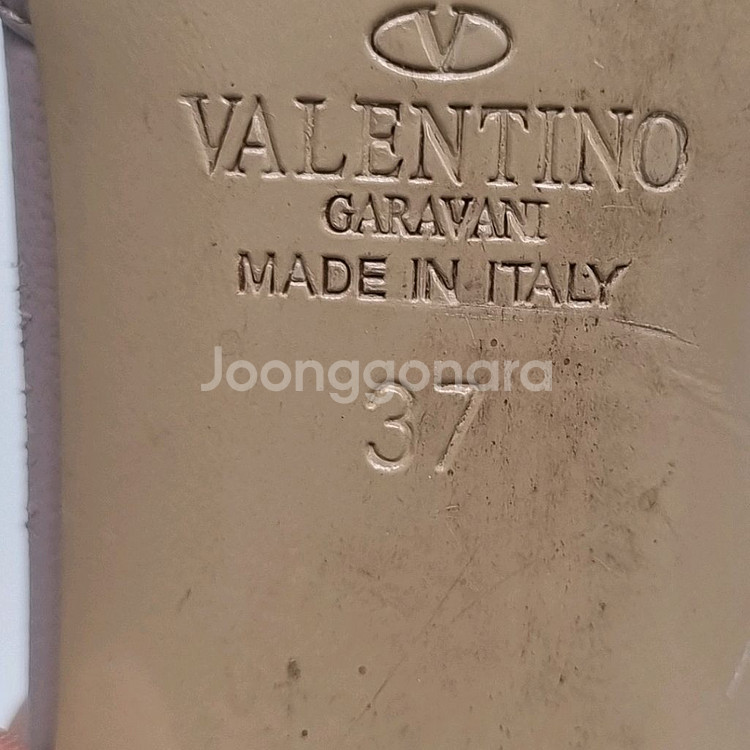 V
VALENTINO
GARAVANI
MADE IN ITALY
Joonggonara
37